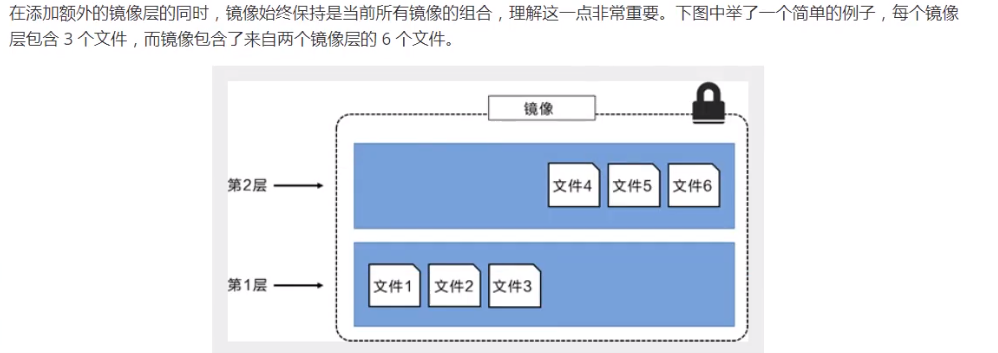 在添加额外的镜像层的同时，镜像始终保持是当前所有镜像的组合，理解这一点非常重要。下图中举了一个简单的例子，每个镜像
层包含 3 个文件，而镜像包含了来自两个镜像层的 6 个文件。
镜像
第2层
文件4 文件5 文件6
第1层
文件1 文件2 文件3